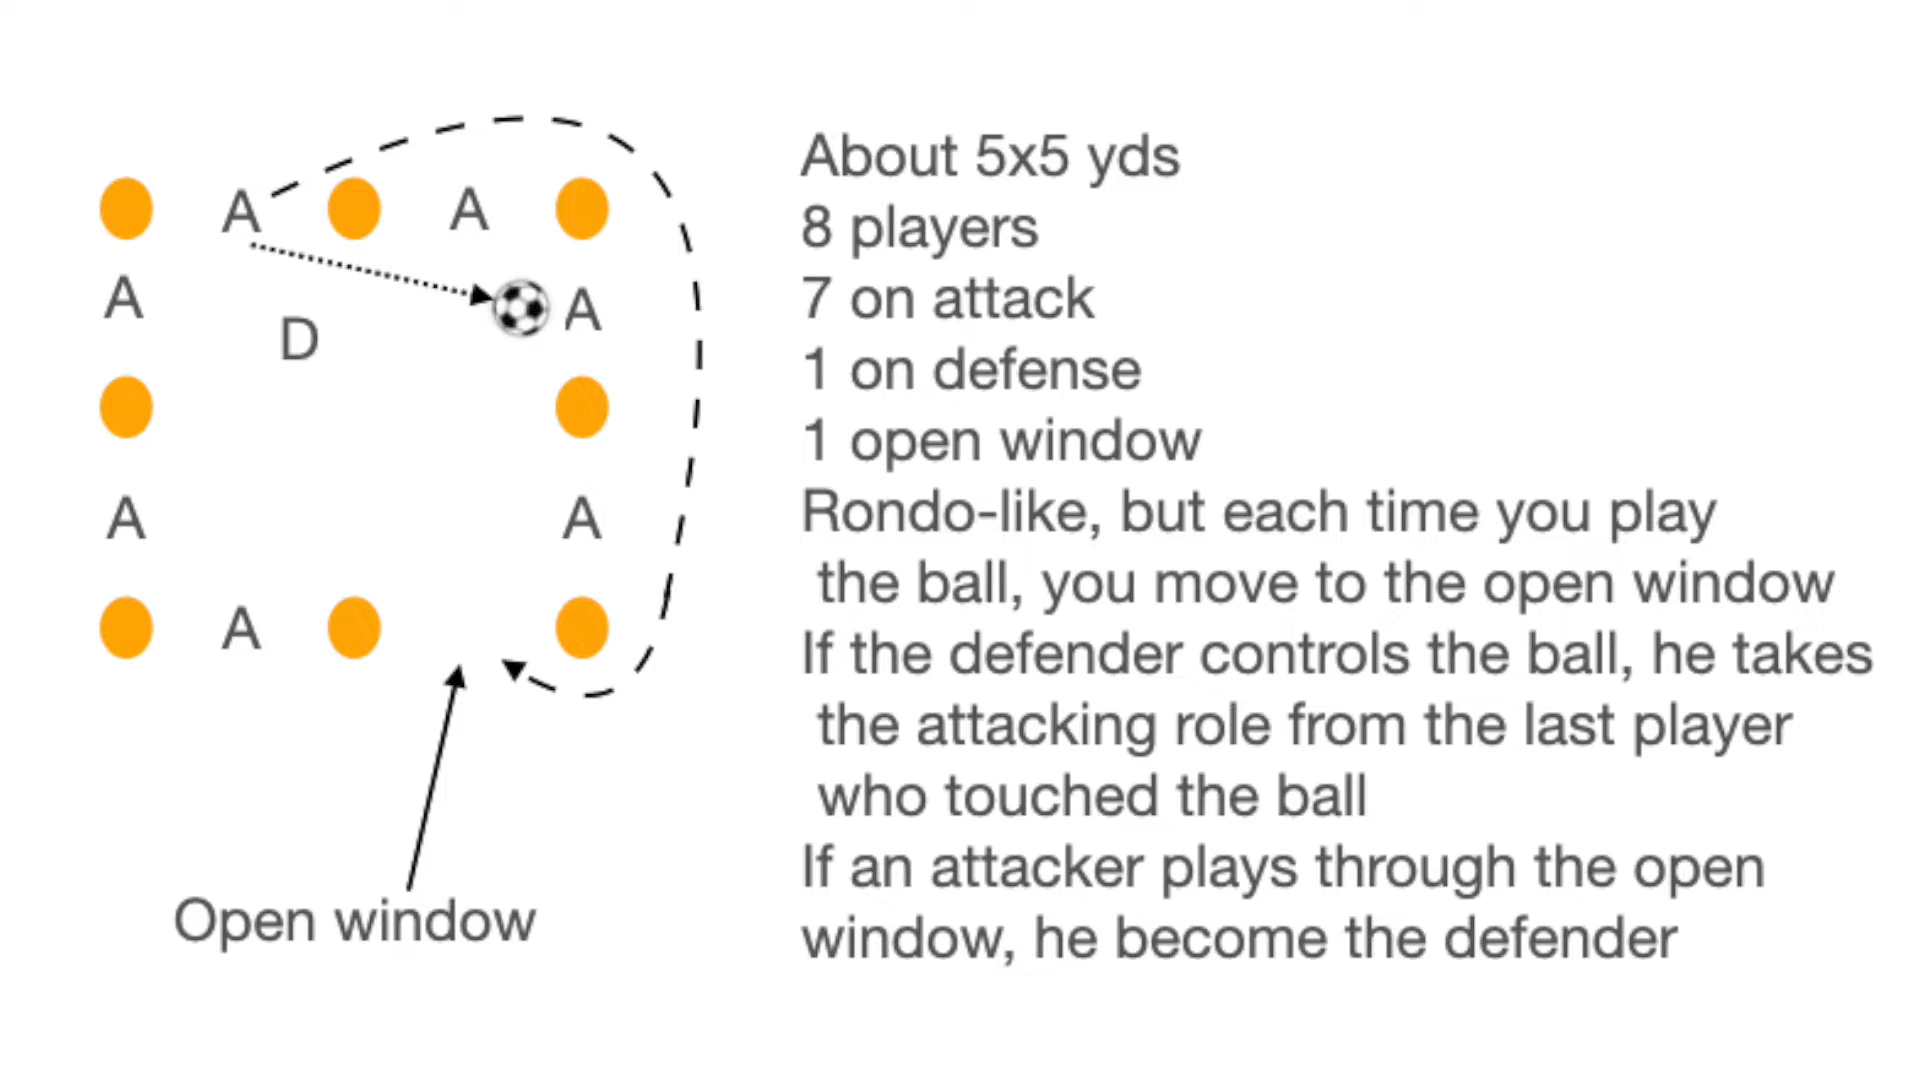 A A
A A
D
A A
A
Open window
About 5x5 yds
8 players
7 on attack
1 on defense
1 open window
Rondo-like, but each time you play
the ball, you move to the open window
If the defender controls the ball, he takes
the attacking role from the last player
who touched the ball
If an attacker plays through the open
window, he become the defender